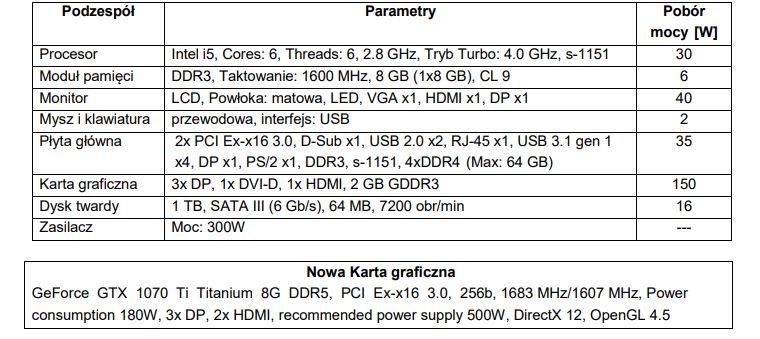 Podzespół Parametry Pobór
mocy [W]
Procesor Intel i5, Cores: 6, Threads: 6, 2.8 GHz, Tryb Turbo: 4.0 GHz, s-1151 30
Moduł pamięci DDR3, Taktowanie: 1600 MHz, 8 GB (1x8 GB), CL 9 6
Monitor LCD, Powłoka: matowa, LED, VGA x1, HDMI x1, DP x1 40
Mysz i klawiatura przewodowa, interfejs: USB 2
Płyta główna 2x PCI Ex-x16 3.0, D-Sub x1, USB 2.0 x2, RJ-45 x1, USB 3.1 gen 1 35
x4, DP x1, PS/2 x1, DDR3, s-1151, 4xDDR4 (Max: 64 GB)
Karta graficzna 3x DP, 1x DVI-D, 1x HDMI, 2 GB GDDR3 150
Dysk twardy 1 TB, SATA III (6 Gb/s), 64 MB, 7200 obr/min 16
Zasilacz Moc: 300W ---
Nowa Karta graficzna
GeForce GTX 1070 Ti Titanium 8G DDR5, PCI Ex-x16 3.0, 256b, 1683 MHz/1607 MHz, Power
consumption 180W, 3x DP, 2x HDMI, recommended power supply 500W, DirectX 12, OpenGL 4.5